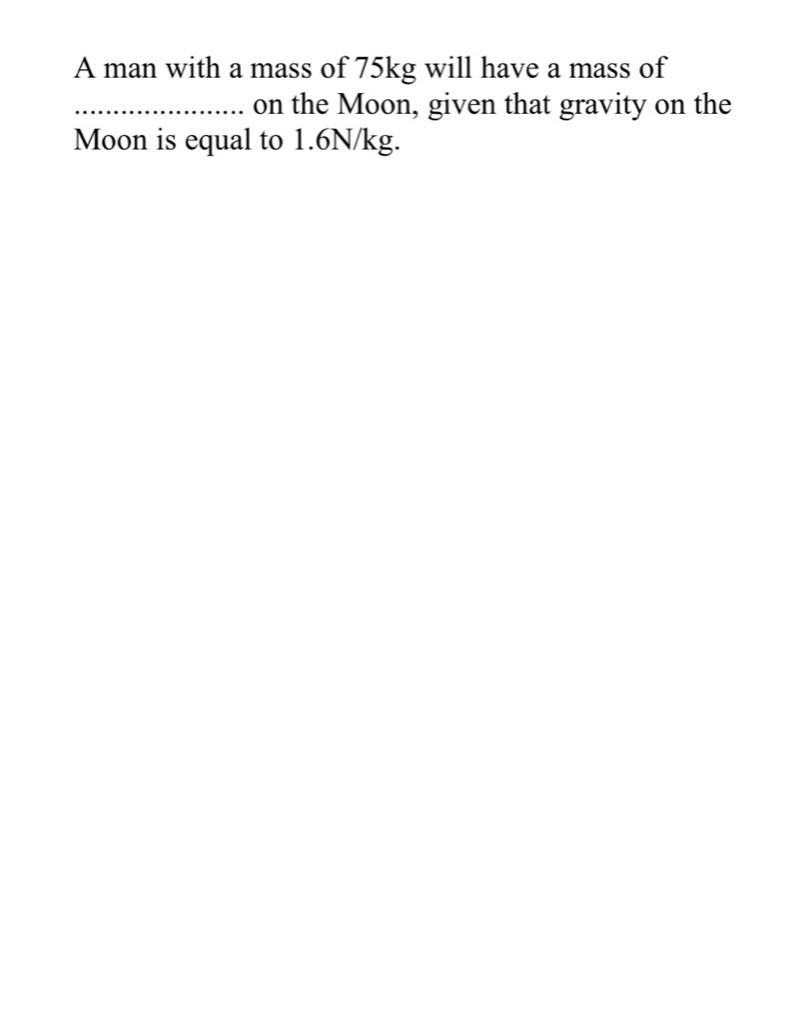 A man with a mass of 75kg will have a mass of
...................... on the Moon, given that gravity on the
Moon is equal to 1.6N/kg.